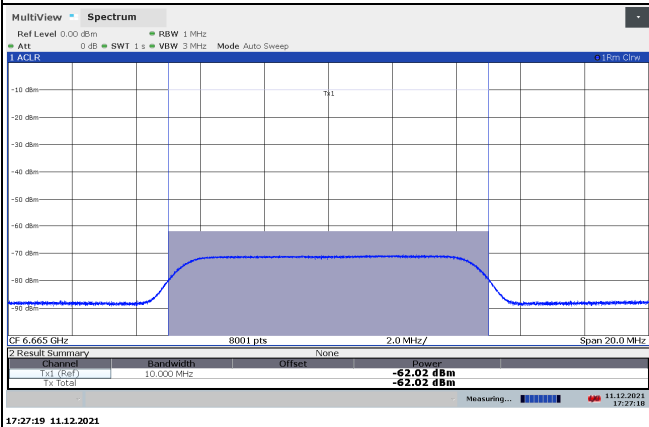 MultiView Spectrum
Ref Level 0.00 dBm RBW 1 MHz
Att 0 dB SWT 1 s VBW 3 MHz Mode Auto Sweep
1 ACLR 1Rm Clrw
Tx1
-10 dBm
-20 dBm
-30 dBm
-40 dBm
-50 dBm
-60 dBm
-70 dBm
-80 dBm
-90 dBm
CF 6.665 GHz 8001 pts 2.0 MHz/ Span 20.0 MHz
2 Result Summary None
Channel Bandwidth Offset Power
Tx1 (Ref) 10.000 MHz -62.02 dBm
Tx Total -62.02 dBm
Measuring... 11.12.2021
17:27:18
17:27:19 11.12.2021